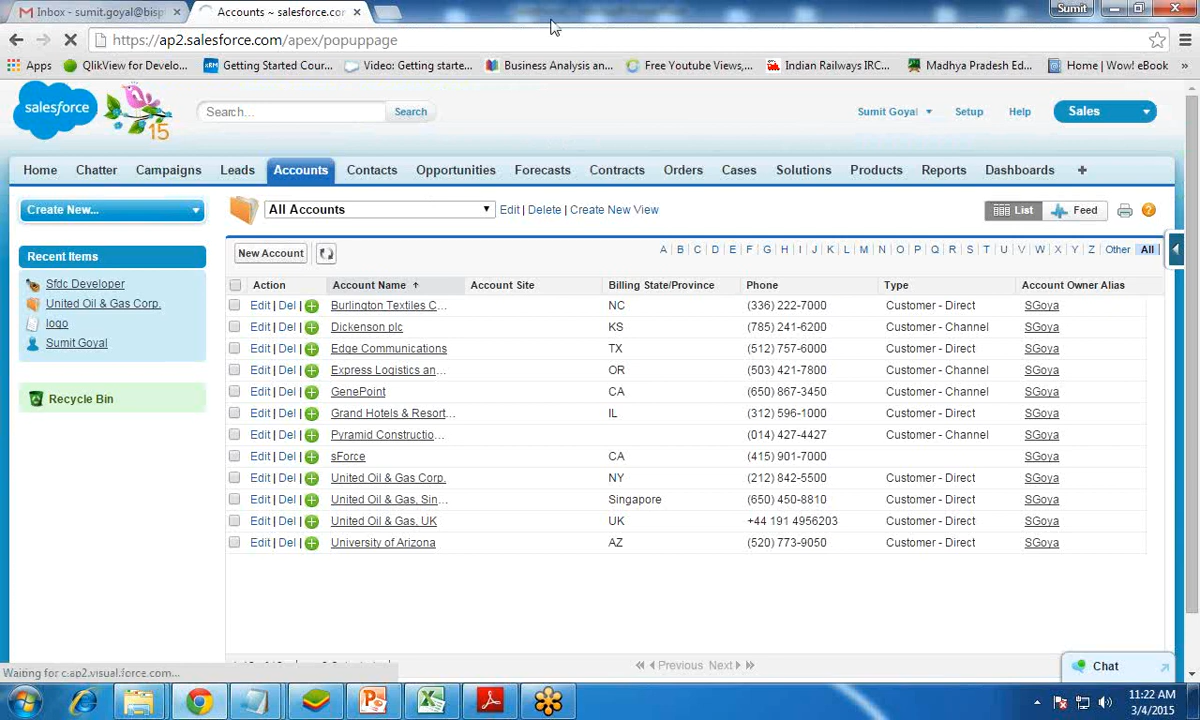 Inbox - sumit.goyal@bisp × Accounts ~ salesforce.co ×
Sumit
https://ap2.salesforce.com/apex/popuppage
Apps QlikView for Develo... Getting Started Cour... Video: Getting starte... Business Analysis an... Free Youtube Views,... Indian Railways IRC... Madhya Pradesh Ed... Home | Wow! eBook »
salesforce 15 Search... Search Sumit Goyal Setup Help Sales
Home Chatter Campaigns Leads Accounts Contacts Opportunities Forecasts Contracts Orders Cases Solutions Products Reports Dashboards +
Create New... All Accounts Edit | Delete | Create New View List Feed ?
New Account A B C D E F G H I J K L M N O P Q R S T U V W X Y Z Other All
Recent Items
Sfdc Developer
United Oil & Gas Corp.
logo
Sumit Goyal
Recycle Bin
Action Account Name ↑ Account Site Billing State/Province Phone Type Account Owner Alias
Edit | Del | Burlington Textiles C... NC (336) 222-7000 Customer - Direct SGoya
Edit | Del | Dickenson plc KS (785) 241-6200 Customer - Channel SGoya
Edit | Del | Edge Communications TX (512) 757-6000 Customer - Direct SGoya
Edit | Del | Express Logistics an... OR (503) 421-7800 Customer - Channel SGoya
Edit | Del | GenePoint CA (650) 867-3450 Customer - Channel SGoya
Edit | Del | Grand Hotels & Resort... IL (312) 596-1000 Customer - Direct SGoya
Edit | Del | Pyramid Constructio... (014) 427-4427 Customer - Channel SGoya
Edit | Del | sForce CA (415) 901-7000 SGoya
Edit | Del | United Oil & Gas Corp. NY (212) 842-5500 Customer - Direct SGoya
Edit | Del | United Oil & Gas, Sin... Singapore (650) 450-8810 Customer - Direct SGoya
Edit | Del | United Oil & Gas, UK UK +44 191 4956203 Customer - Direct SGoya
Edit | Del | University of Arizona AZ (520) 773-9050 Customer - Direct SGoya
Previous Next
Chat
Waiting for c.ap2.visual.force.com...
11:22 AM
3/4/2015